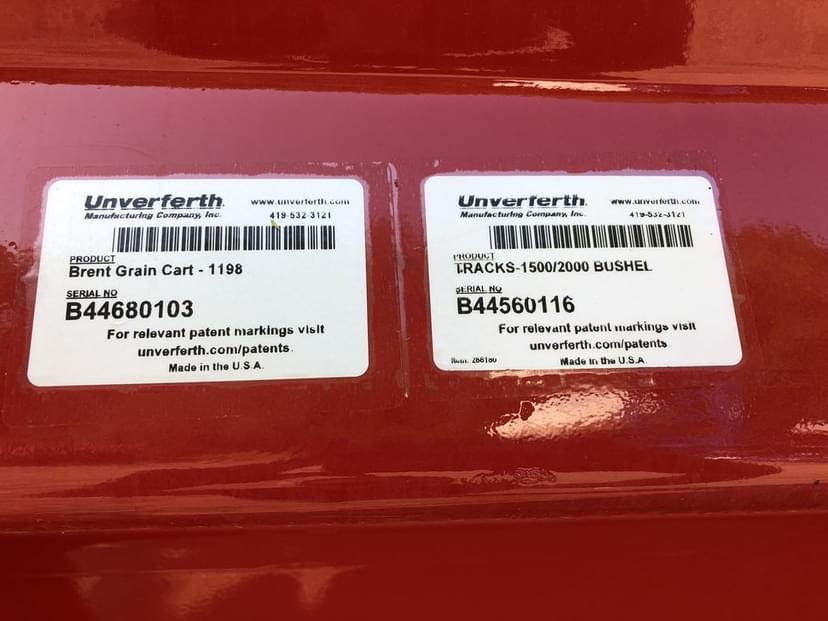 Unverferth
Manufacturing Company, Inc.
www.unverferth.com
419-532-3121
PRODUCT
Brent Grain Cart - 1198
SERIAL NO
B44680103
For relevant patent markings visit
unverferth.com/patents.
Made in the U.S.A.
Unverferth
Manufacturing Company, Inc.
www.unverferth.com
419-532-3121
PRODUCT
TRACKS-1500/2000 BUSHEL
SERIAL NO
B44560116
For relevant patent markings visit
unverferth.com/patents.
Made in the U.S.A.